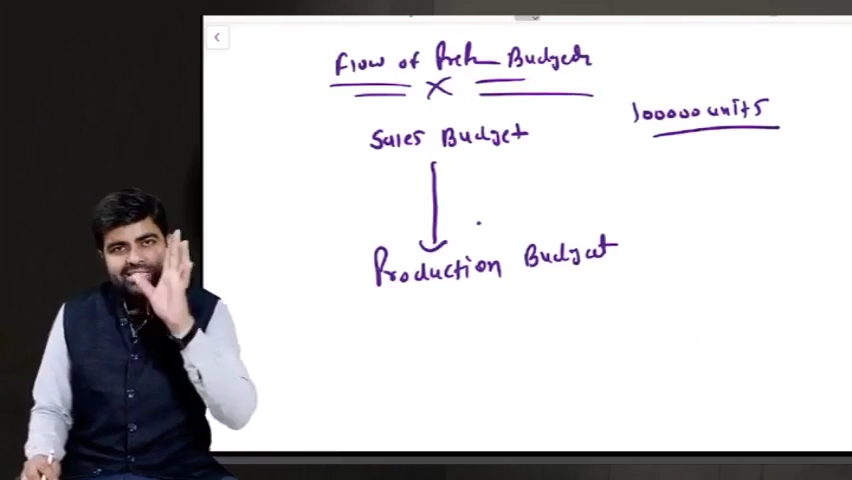 Flow of Budgets
100000 units
Sales Budget
Production Budget